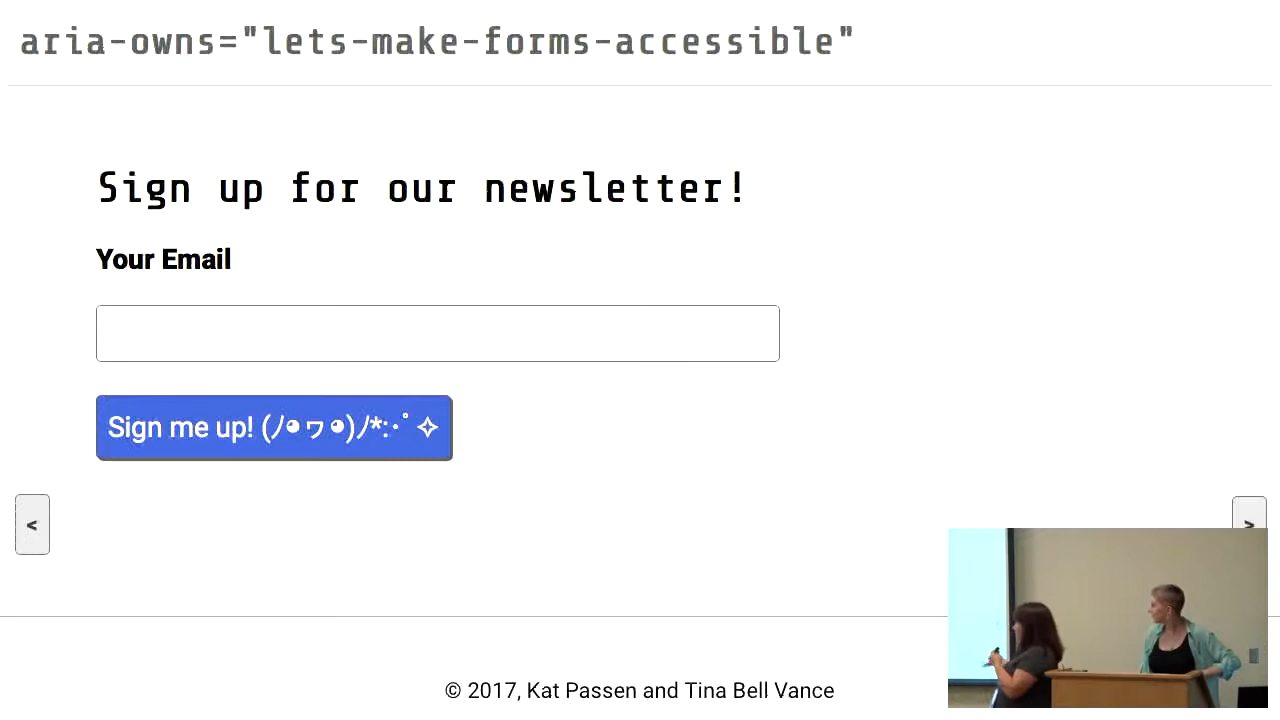 aria-owns="lets-make-forms-accessible"
Sign up for our newsletter!
Your Email
Sign me up! (ﾉ◕ヮ◕)ﾉ*:･ﾟ✧
<
>
© 2017, Kat Passen and Tina Bell Vance